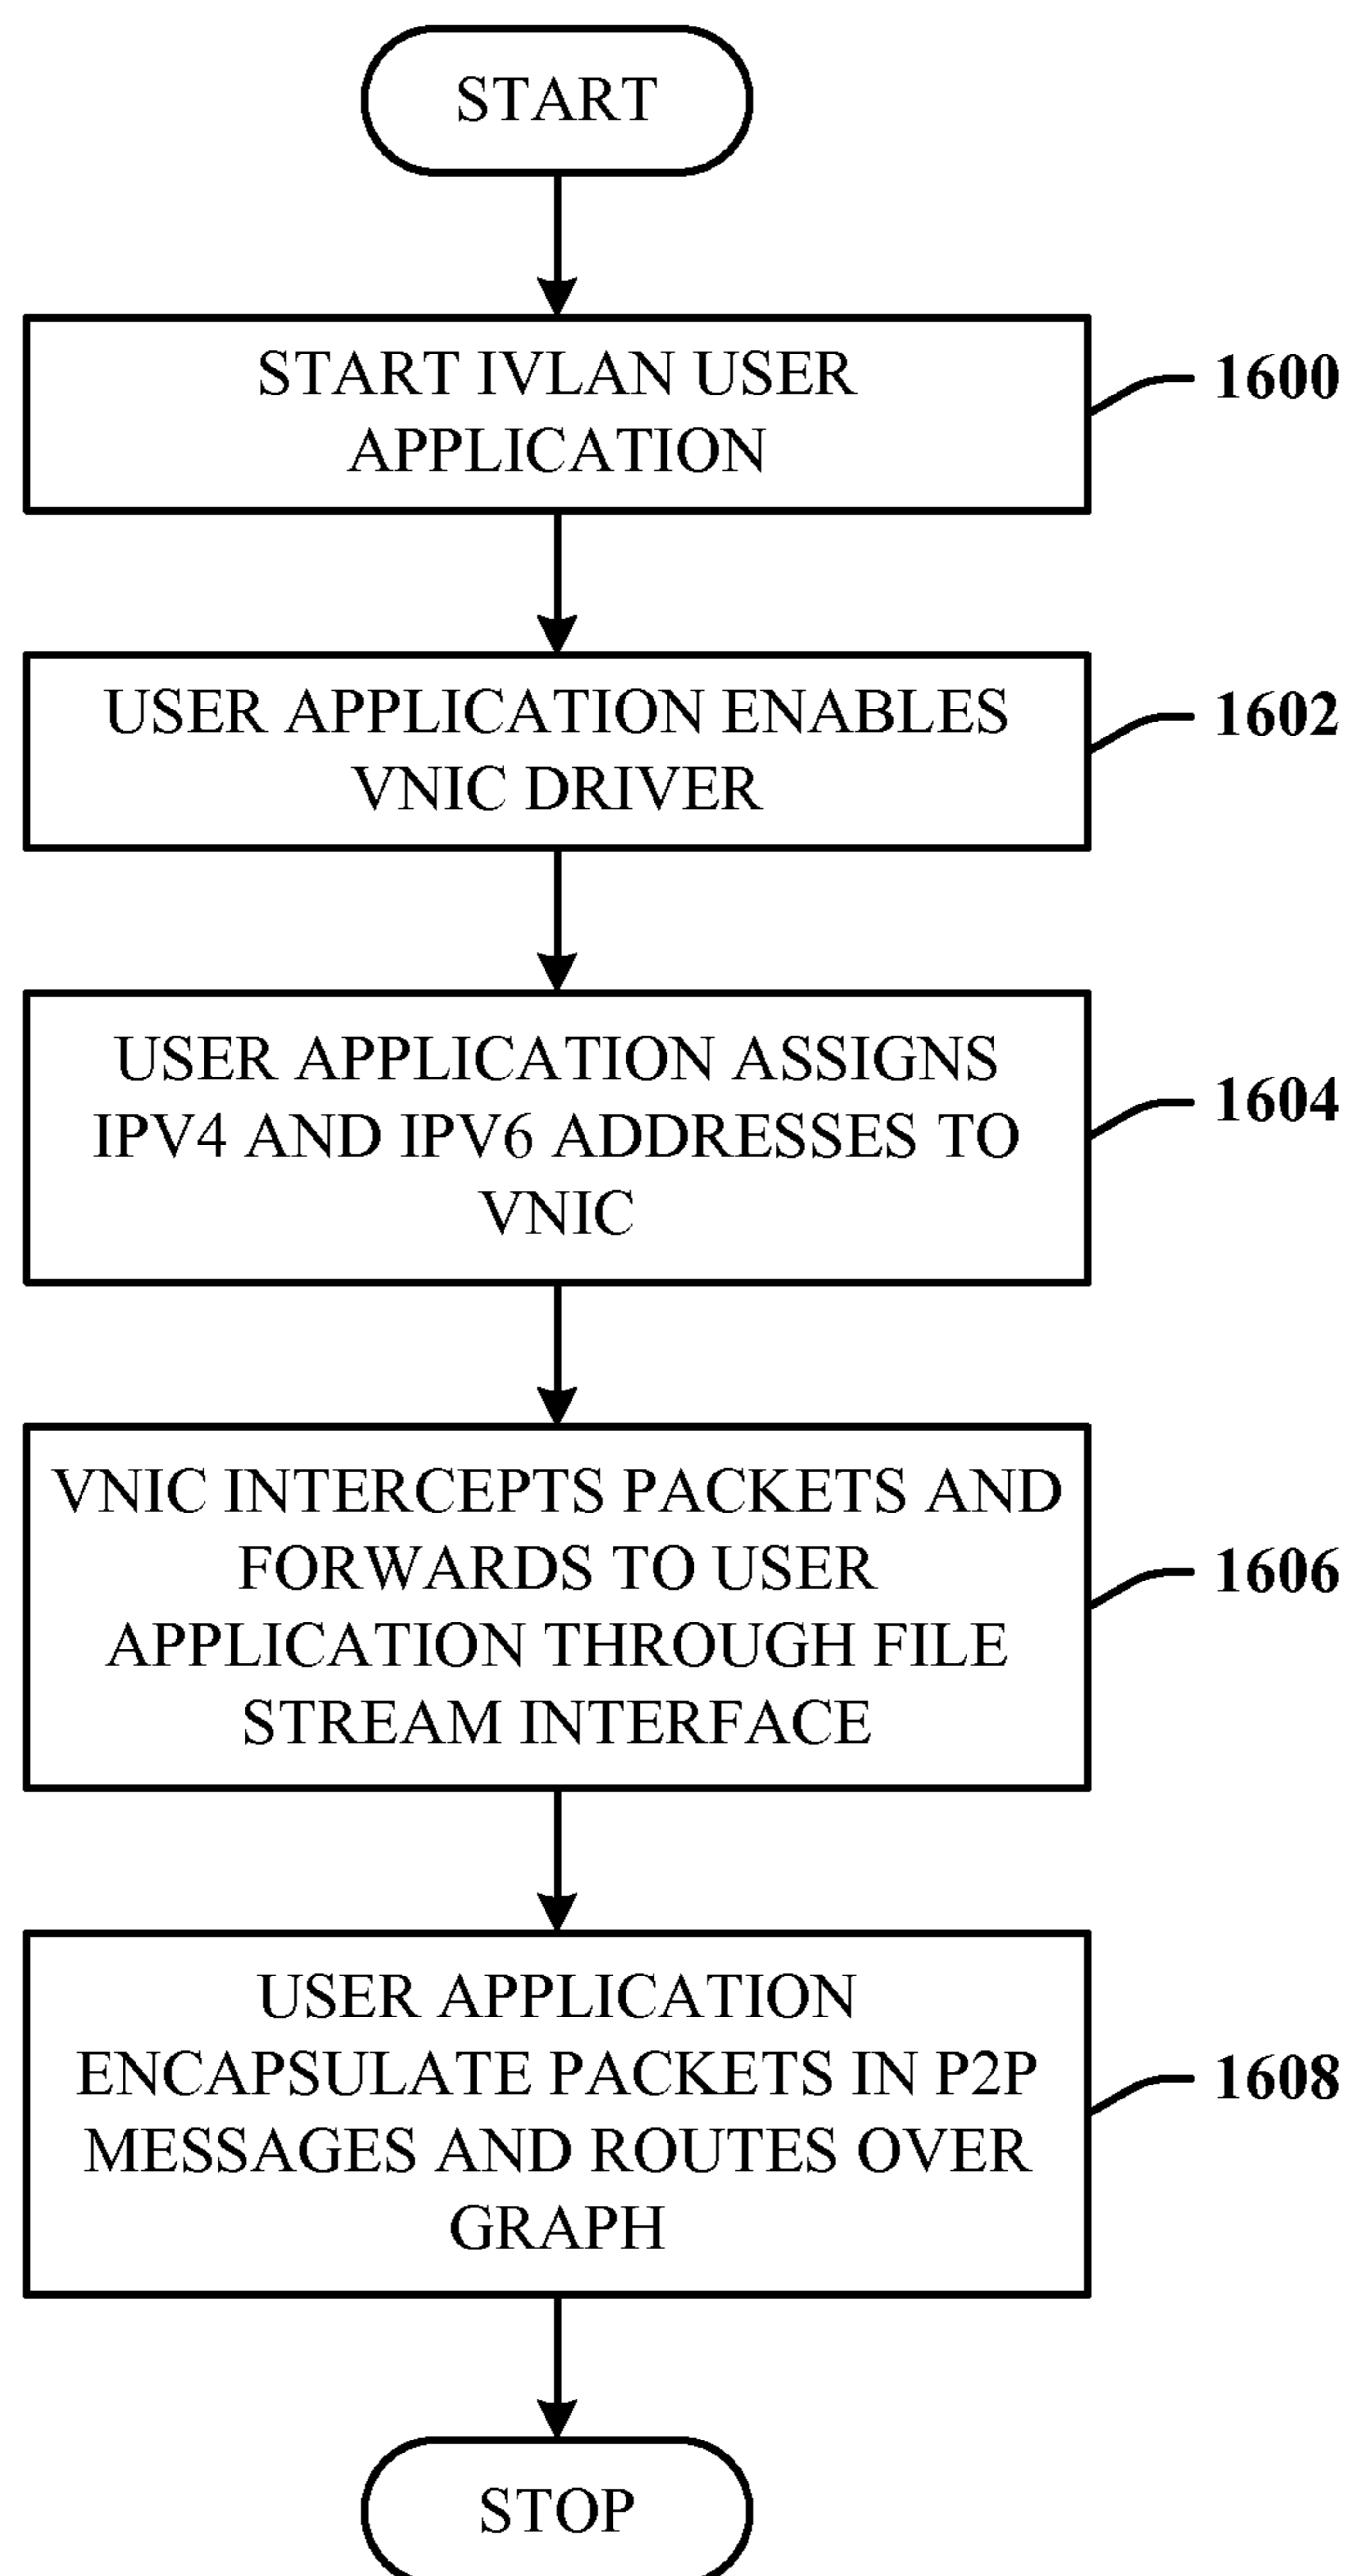 START
START IVLAN USER
APPLICATION
1600
USER APPLICATION ENABLES
VNIC DRIVER
1602
USER APPLICATION ASSIGNS
IPV4 AND IPV6 ADDRESSES TO
VNIC
1604
VNIC INTERCEPTS PACKETS AND
FORWARDS TO USER
APPLICATION THROUGH FILE
STREAM INTERFACE
1606
USER APPLICATION
ENCAPSULATE PACKETS IN P2P
MESSAGES AND ROUTES OVER
GRAPH
1608
STOP